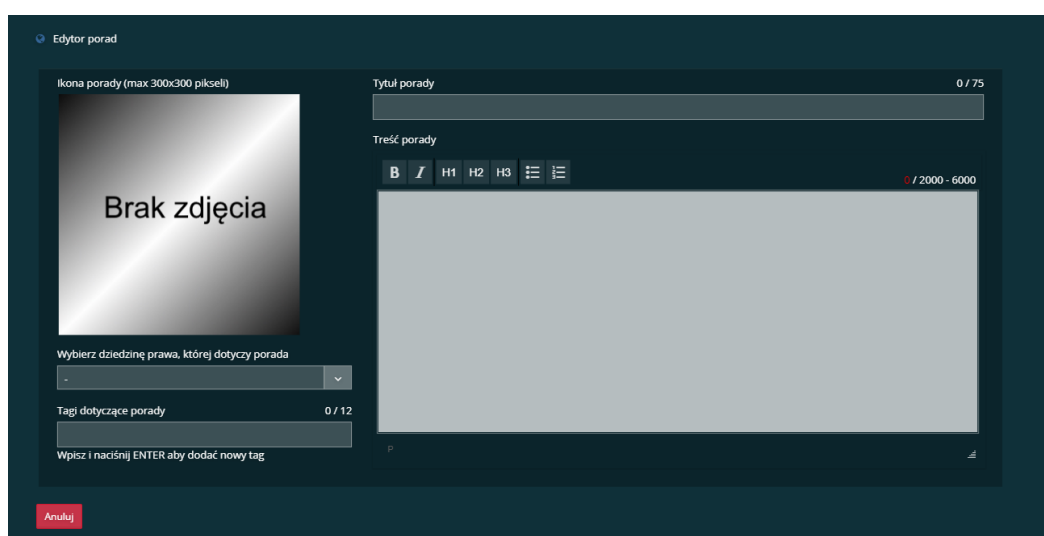 Edytor porad
Ikona porady (max 300x300 pikseli)
Brak zdjęcia
Wybierz dziedzinę prawa, której dotyczy porada
-
Tagi dotyczące porady 0 / 12
Wpisz i naciśnij ENTER aby dodać nowy tag
Tytuł porady 0 / 75
Treść porady
B I H1 H2 H3
0 / 2000 - 6000
P
Anuluj